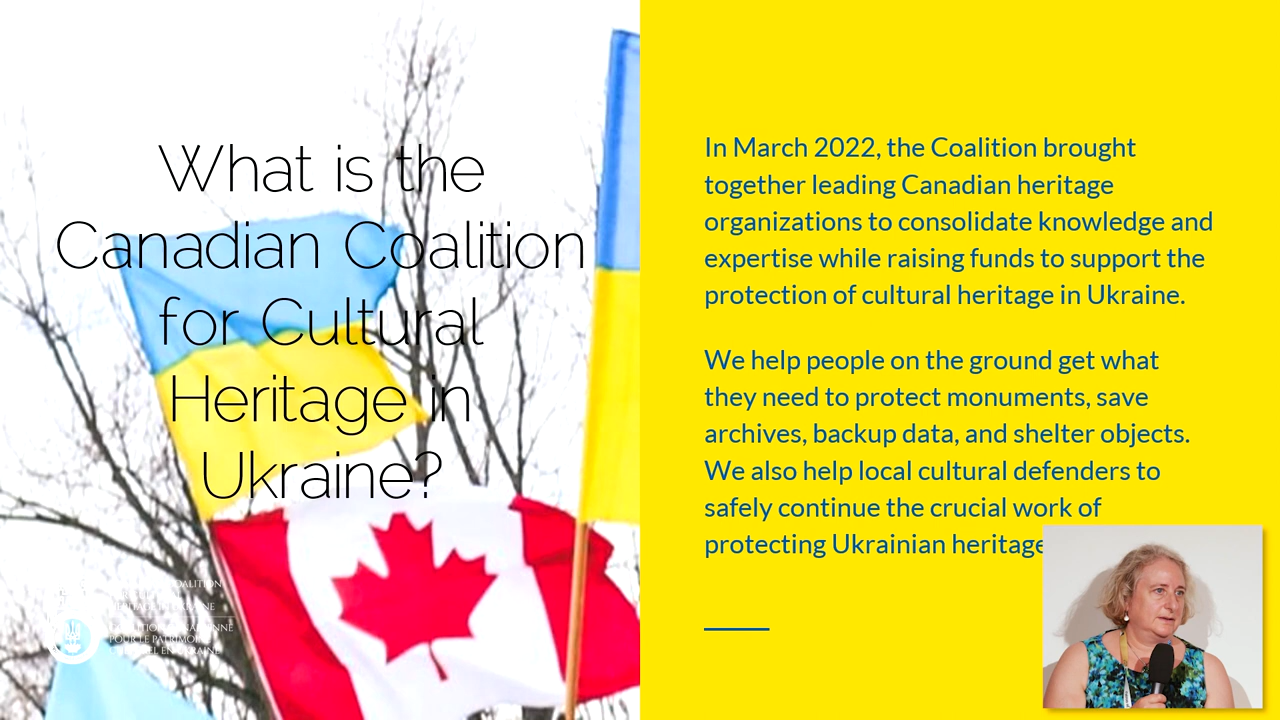 What is the
Canadian Coalition
for Cultural
Heritage in
Ukraine?
In March 2022, the Coalition brought
together leading Canadian heritage
organizations to consolidate knowledge and
expertise while raising funds to support the
protection of cultural heritage in Ukraine.
We help people on the ground get what
they need to protect monuments, save
archives, backup data, and shelter objects.
We also help local cultural defenders to
safely continue the crucial work of
protecting Ukrainian heritage
POUR LE PATRIMOINE